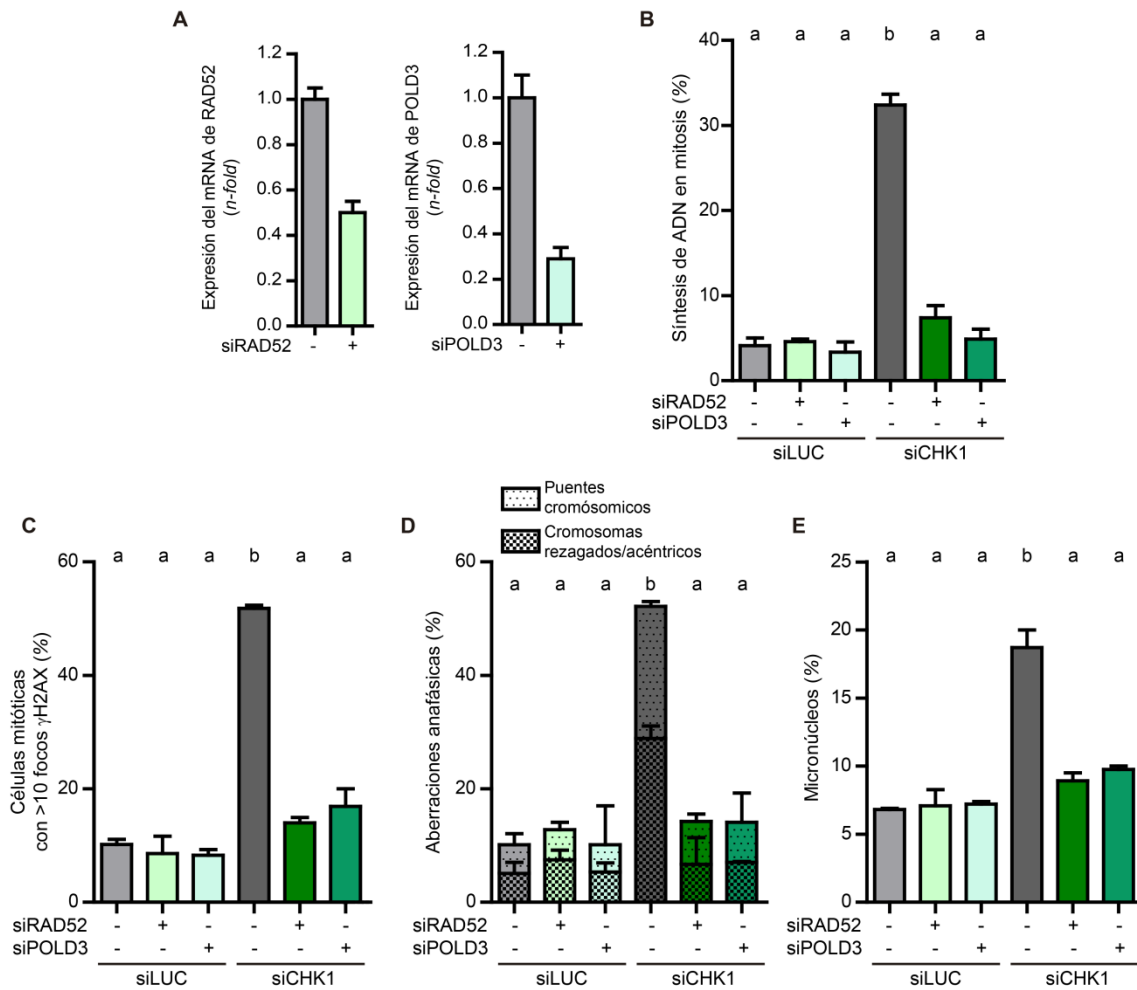 A
Expresión del mRNA de RAD52
(n-fold)
1.2
1.0
0.8
0.6
0.4
0.2
0.0
siRAD52 - +
Expresión del mRNA de POLD3
(n-fold)
1.2
1.0
0.8
0.6
0.4
0.2
0.0
siPOLD3 - +
B
a a a b a a
Síntesis de ADN en mitosis (%)
40
30
20
10
0
siRAD52 - + - - + -
siPOLD3 - - + - - +
siLUC siCHK1
C
a a a b a a
Células mitóticas
con >10 focos γH2AX (%)
60
40
20
0
siRAD52 - + - - + -
siPOLD3 - - + - - +
siLUC siCHK1
Puentes
cromósomicos
Cromosomas
rezagados/acéntricos
D
a a a b a a
Aberraciones anafásicas (%)
60
40
20
0
siRAD52 - + - - + -
siPOLD3 - - + - - +
siLUC siCHK1
E
a a a b a a
Micronúcleos (%)
25
20
15
10
5
0
siRAD52 - + - - + -
siPOLD3 - - + - - +
siLUC siCHK1